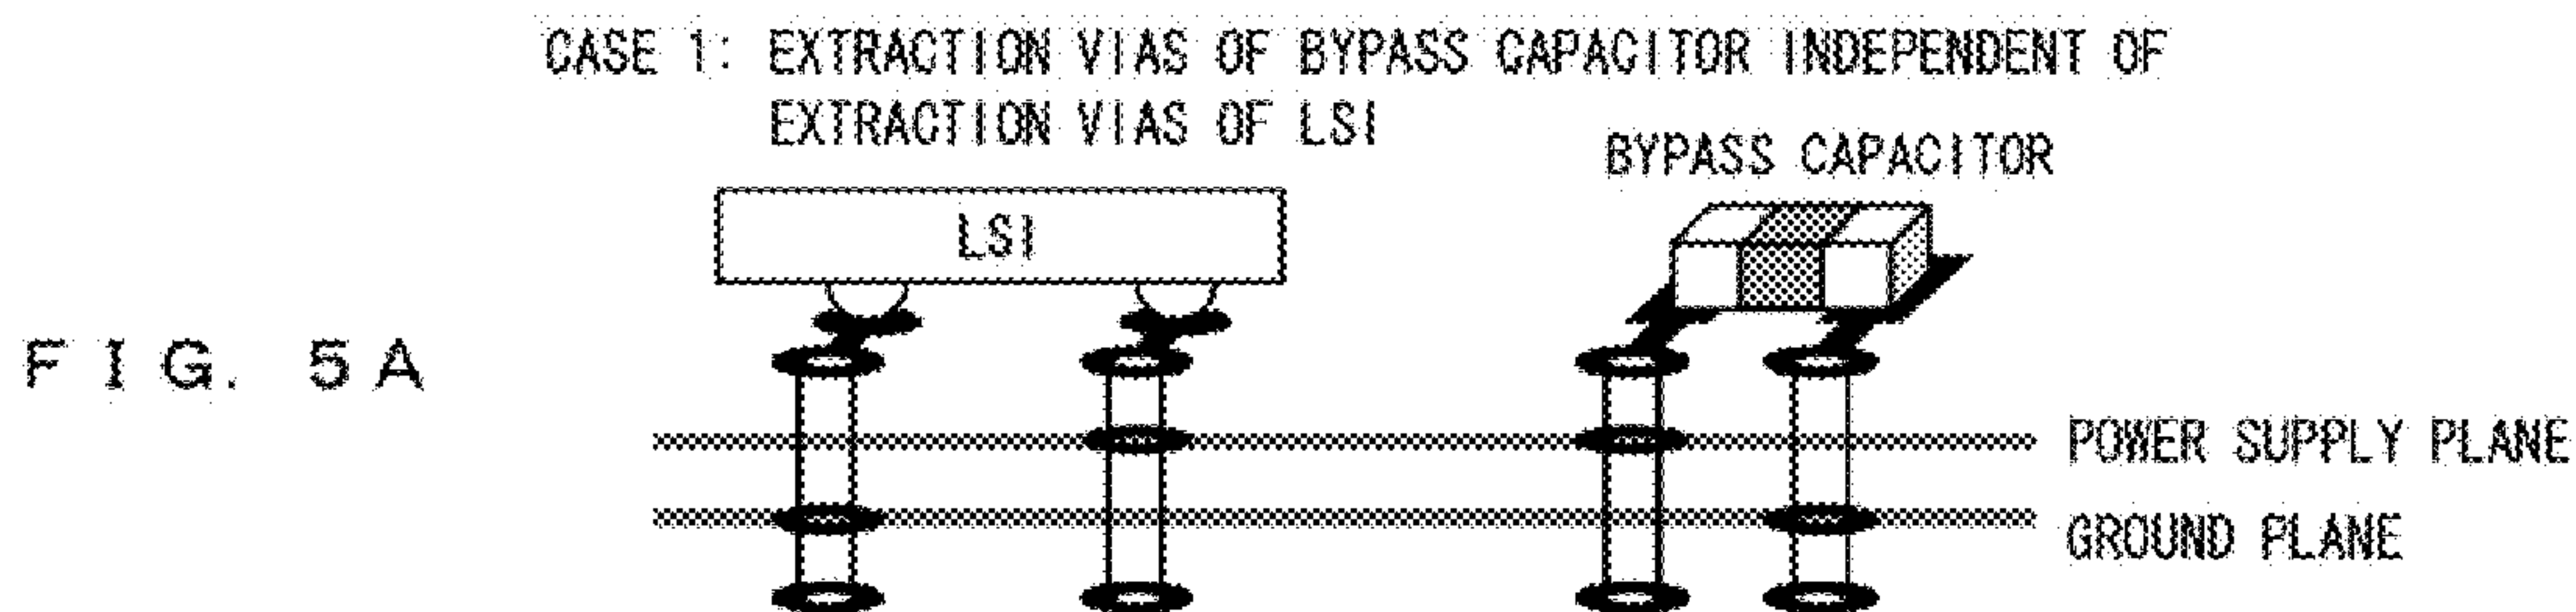 CASE 1: EXTRACTION VIAS OF BYPASS CAPACITOR INDEPENDENT OF
EXTRACTION VIAS OF LSI
BYPASS CAPACITOR
LSI
FIG. 5A
POWER SUPPLY PLANE
GROUND PLANE